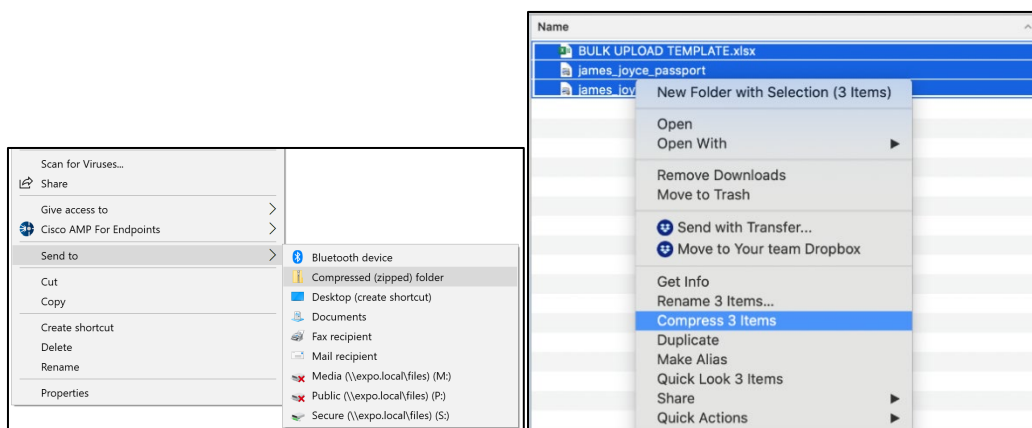 Scan for Viruses...
Share
Give access to
Cisco AMP For Endpoints
Send to
Cut
Copy
Create shortcut
Delete
Rename
Properties
Bluetooth device
Compressed (zipped) folder
Desktop (create shortcut)
Documents
Fax recipient
Mail recipient
Media (\\expo.local\files) (M:)
Public (\\expo.local\files) (P:)
Secure (\\expo.local\files) (S:)
Name
BULK UPLOAD TEMPLATE.xlsx
james_joyce_passport
james_joy
New Folder with Selection (3 Items)
Open
Open With
Remove Downloads
Move to Trash
Send with Transfer...
Move to Your team Dropbox
Get Info
Rename 3 Items...
Compress 3 Items
Duplicate
Make Alias
Quick Look 3 Items
Share
Quick Actions